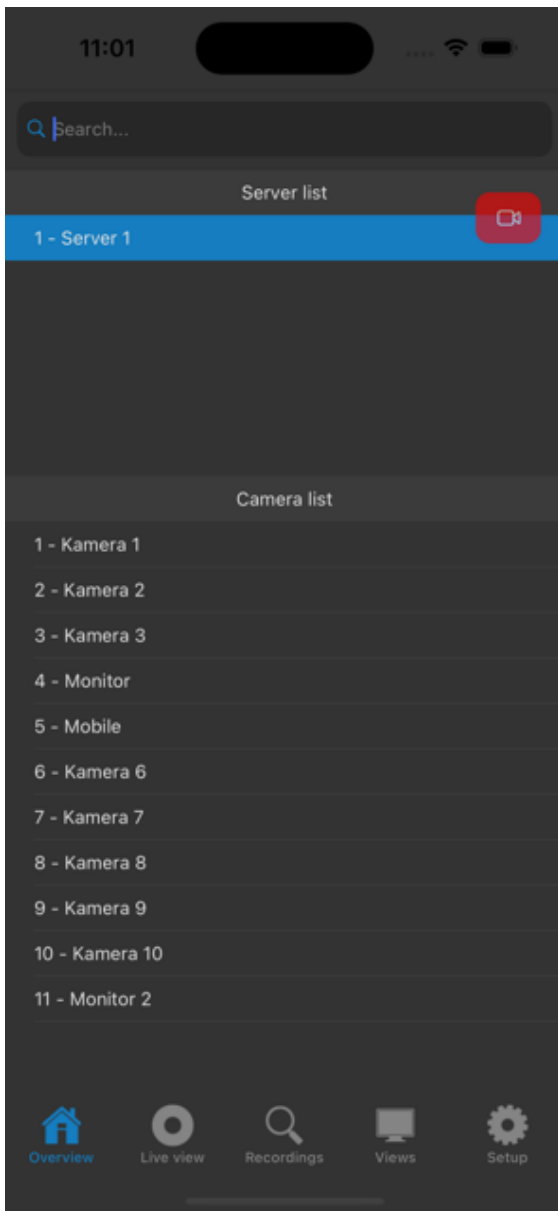 11:01
Search...
Server list
1 - Server 1
Camera list
1 - Kamera 1
2 - Kamera 2
3 - Kamera 3
4 - Monitor
5 - Mobile
6 - Kamera 6
7 - Kamera 7
8 - Kamera 8
9 - Kamera 9
10 - Kamera 10
11 - Monitor 2
Overview Live view Recordings Views Setup